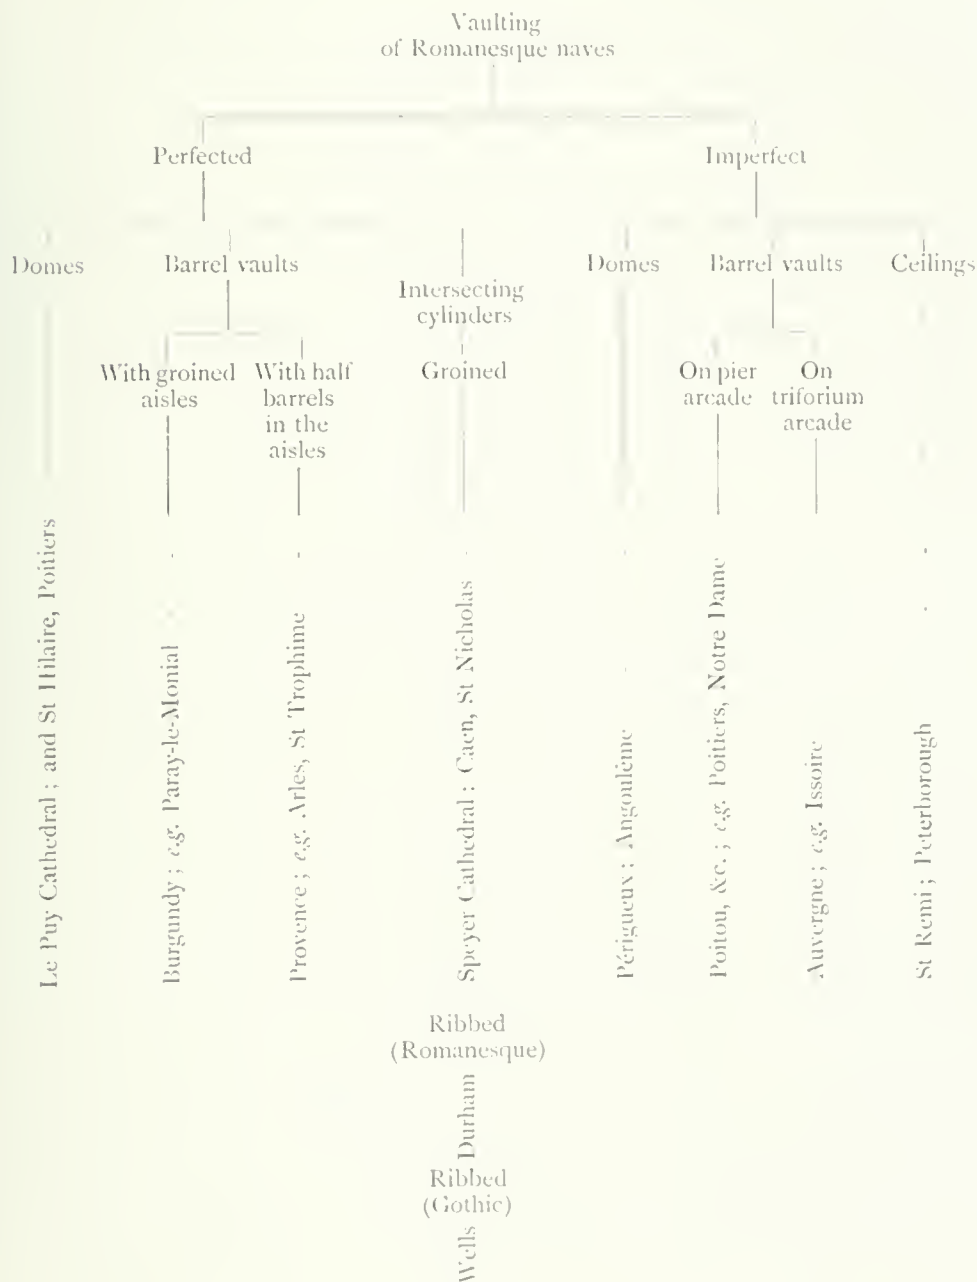 Vaulting
of Romanesque naves
Perfected
Imperfect
Domes
Barrel vaults
Intersecting
cylinders
Domes
Barrel vaults
Ceilings
With groined
aisles
With half
barrels
in the
aisles
Groined
On pier
arcade
On
triforium
arcade
Le Puy Cathedral; and St Hilaire, Poitiers
Burgundy; e.g. Paray-le-Monial
Provence; e.g. Arles, St Trophime
Speyer Cathedral; Caen, St Nicholas
Périgueux; Angoulême
Poitou, &c.; e.g. Poitiers, Notre Dame
Auvergne; e.g. Issoire
St Remi; Peterborough
Ribbed
(Romanesque)
Durham
Ribbed
(Gothic)
Wells